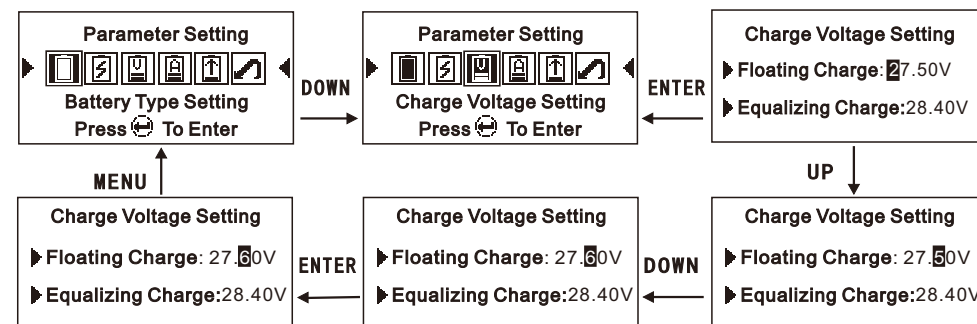 Parameter Setting
Battery Type Setting
Press To Enter
DOWN
Parameter Setting
Charge Voltage Setting
Press To Enter
ENTER
Charge Voltage Setting
Floating Charge: 27.50V
Equalizing Charge:28.40V
MENU
UP
Charge Voltage Setting
Floating Charge: 27.60V
Equalizing Charge:28.40V
ENTER
Charge Voltage Setting
Floating Charge: 27.60V
Equalizing Charge:28.40V
DOWN
Charge Voltage Setting
Floating Charge: 27.50V
Equalizing Charge:28.40V